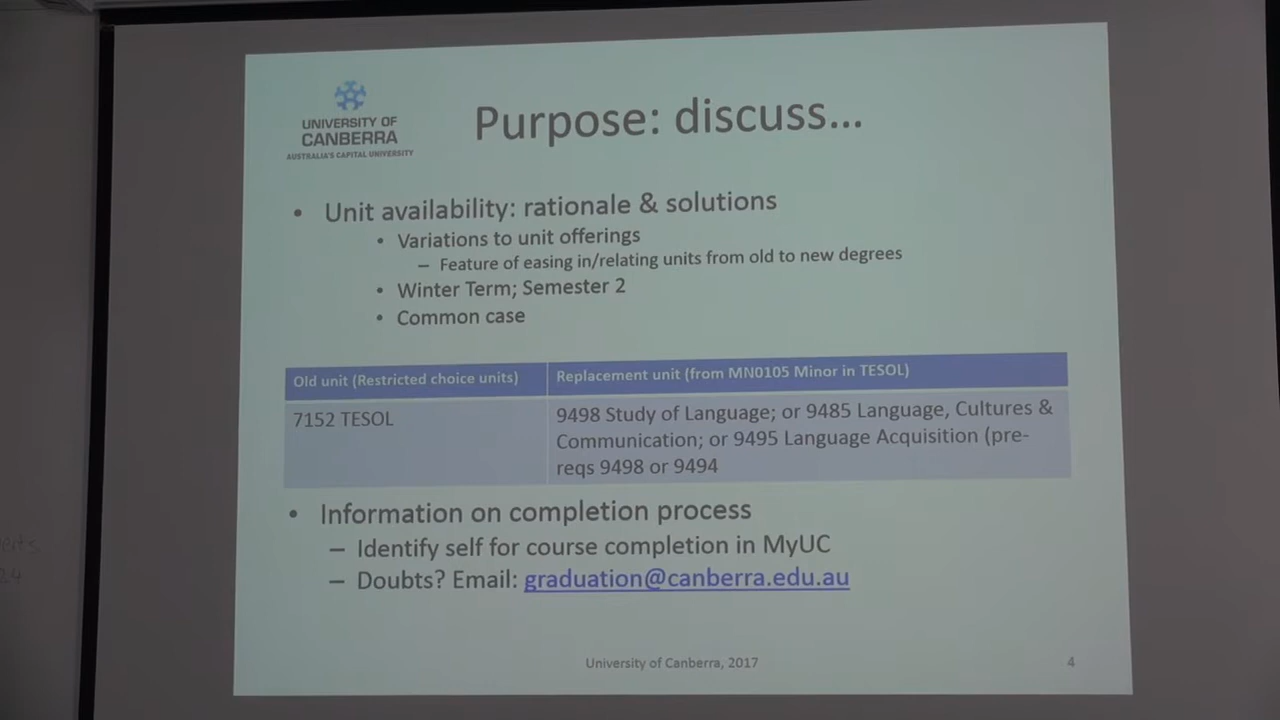 UNIVERSITY OF
CANBERRA
AUSTRALIA'S CAPITAL UNIVERSITY
Purpose: discuss...
• Unit availability: rationale & solutions
• Variations to unit offerings
– Feature of easing in/relating units from old to new degrees
• Winter Term; Semester 2
• Common case
Old unit (Restricted choice units)
Replacement unit (from MN0105 Minor in TESOL)
7152 TESOL
9498 Study of Language; or 9485 Language, Cultures &
Communication; or 9495 Language Acquisition (pre-
reqs 9498 or 9494
• Information on completion process
– Identify self for course completion in MyUC
– Doubts? Email: graduation@canberra.edu.au
University of Canberra, 2017
4